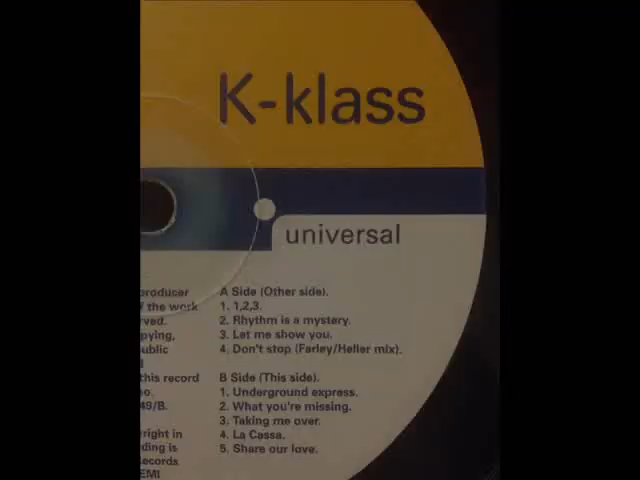 K-klass
universal
producer
f the work
rved.
pying,
public
this record
no.
49/B.
right in
ding is
ecords
EMI
A Side (Other side).
1. 1,2,3.
2. Rhythm is a mystery.
3. Let me show you.
4. Don't stop (Farley/Heller mix).
B Side (This side).
1. Underground express.
2. What you're missing.
3. Taking me over.
4. La Cassa.
5. Share our love.